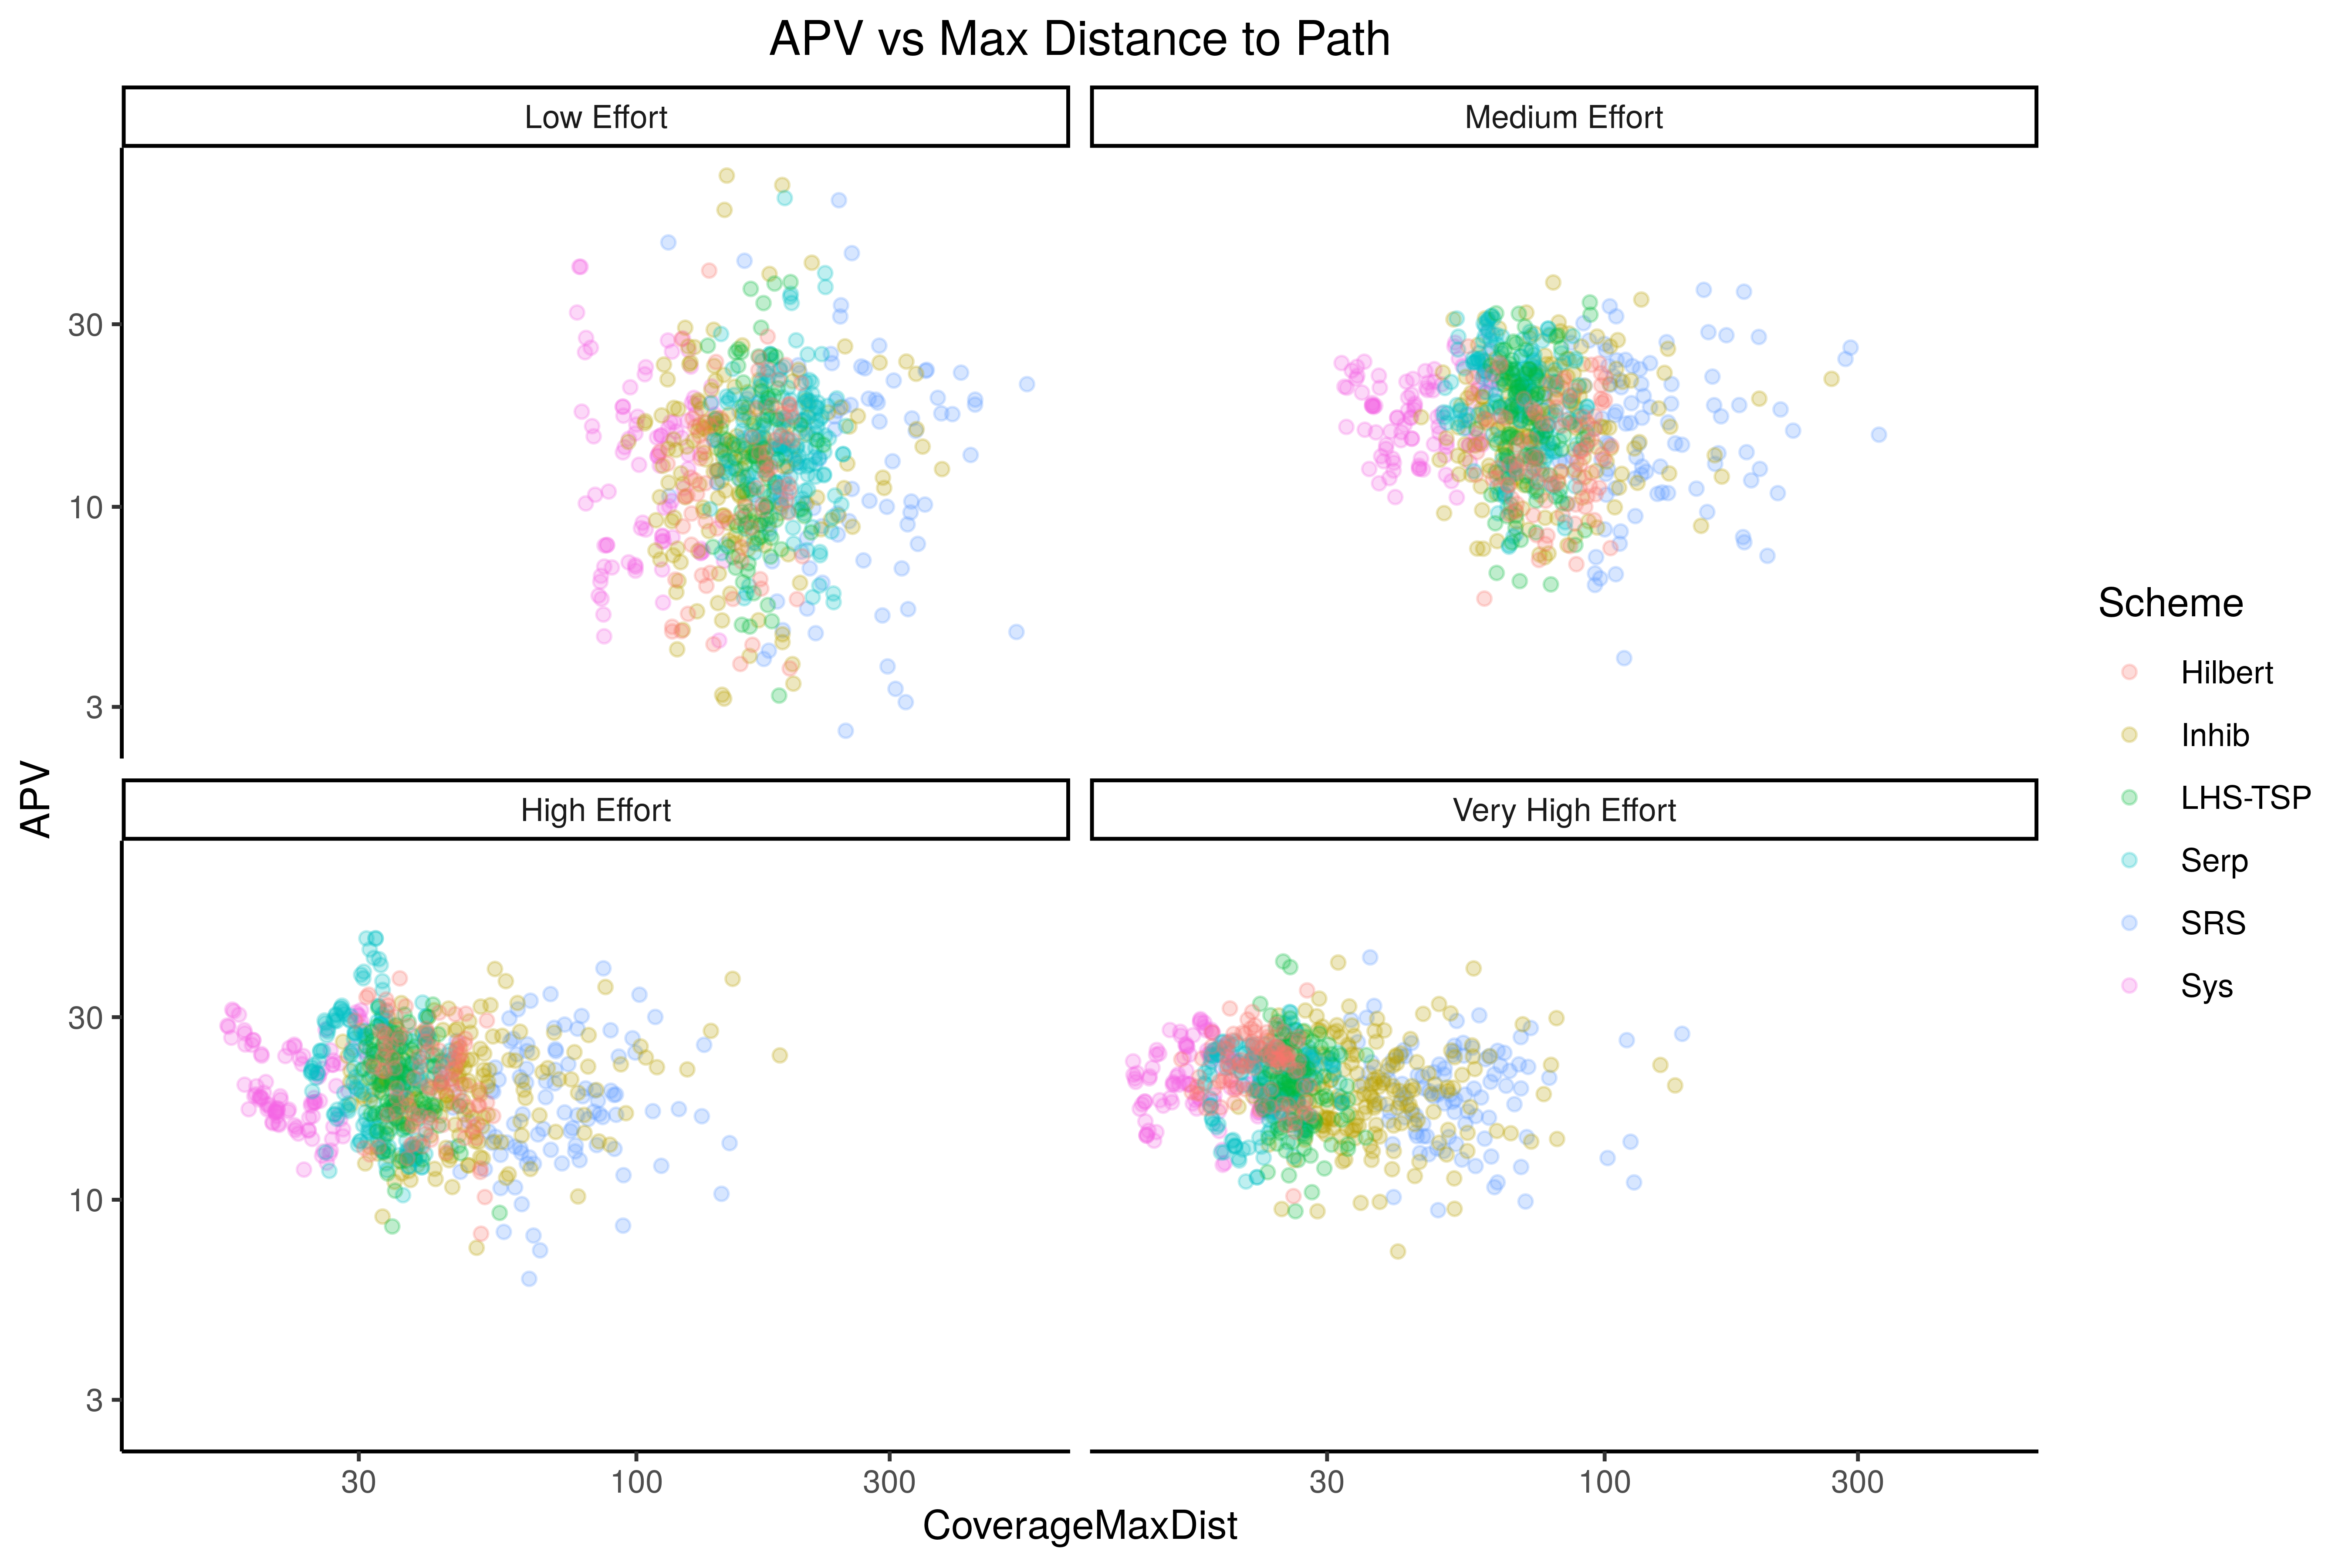 APV vs Max Distance to Path
Low Effort
Medium Effort
30
10
3
High Effort
Very High Effort
30
10
3
30
100
300
30
100
300
APV
CoverageMaxDist
Scheme
Hilbert
Inhib
LHS-TSP
Serp
SRS
Sys